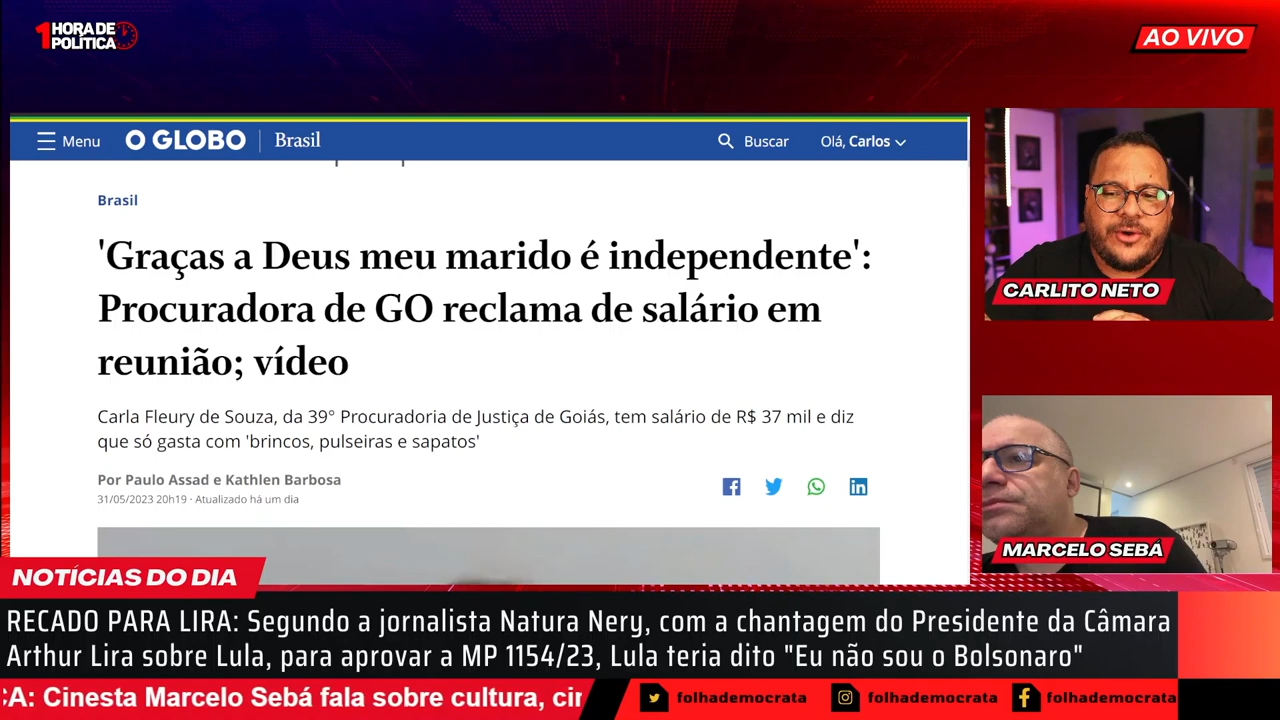 1 HORA DE
POLÍTICA
AO VIVO
Menu
O GLOBO
Brasil
Buscar
Olá, Carlos
Brasil
'Graças a Deus meu marido é independente':
Procuradora de GO reclama de salário em
reunião; vídeo
Carla Fleury de Souza, da 39° Procuradoria de Justiça de Goiás, tem salário de R$ 37 mil e diz
que só gasta com 'brincos, pulseiras e sapatos'
Por Paulo Assad e Kathlen Barbosa
31/05/2023 20h19 · Atualizado há um dia
CARLITO NETO
MARCELO SEBÁ
NOTÍCIAS DO DIA
RECADO PARA LIRA: Segundo a jornalista Natura Nery, com a chantagem do Presidente da Câmara
Arthur Lira sobre Lula, para aprovar a MP 1154/23, Lula teria dito "Eu não sou o Bolsonaro"
CA: Cinesta Marcelo Sebá fala sobre cultura, cin
folhademocrata
folhademocrata
folhademocrata